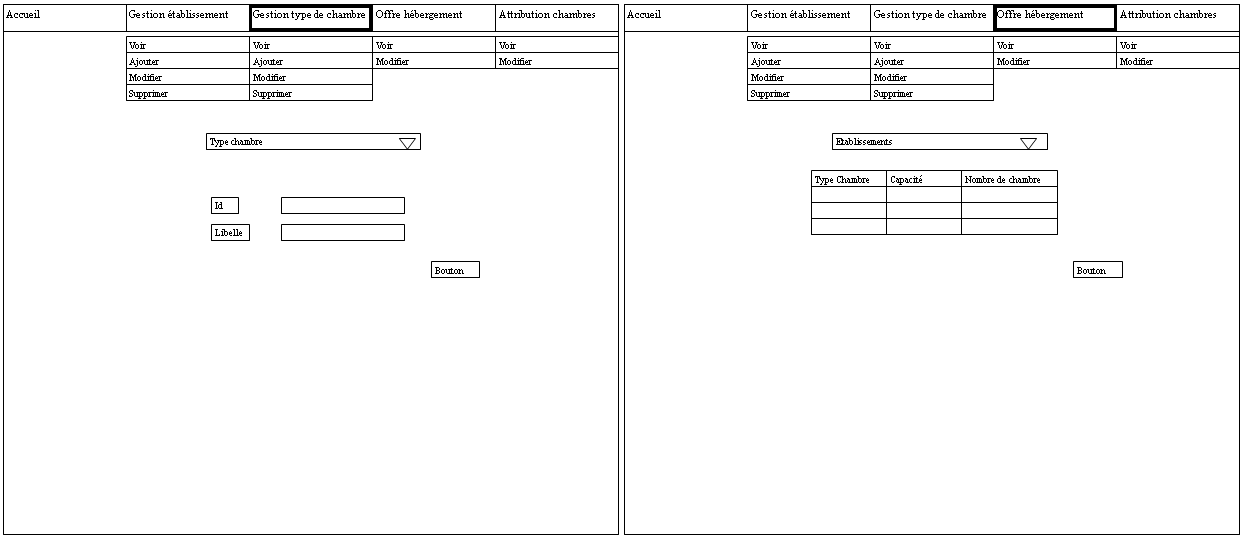 Accueil
Gestion établissement
Gestion type de chambre
Offre hébergement
Attribution chambres
Voir
Voir
Voir
Voir
Ajouter
Ajouter
Modifier
Modifier
Modifier
Modifier
Supprimer
Supprimer
Type chambre
Id
Libelle
Bouton
Accueil
Gestion établissement
Gestion type de chambre
Offre hébergement
Attribution chambres
Voir
Voir
Voir
Voir
Ajouter
Ajouter
Modifier
Modifier
Modifier
Modifier
Supprimer
Supprimer
Etablissements
Type Chambre
Capacité
Nombre de chambre
Bouton